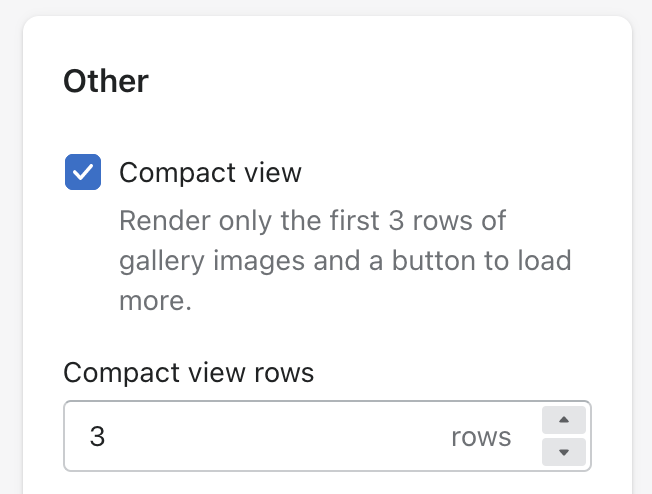 Other
Compact view
Render only the first 3 rows of
gallery images and a button to load
more.
Compact view rows
3 rows